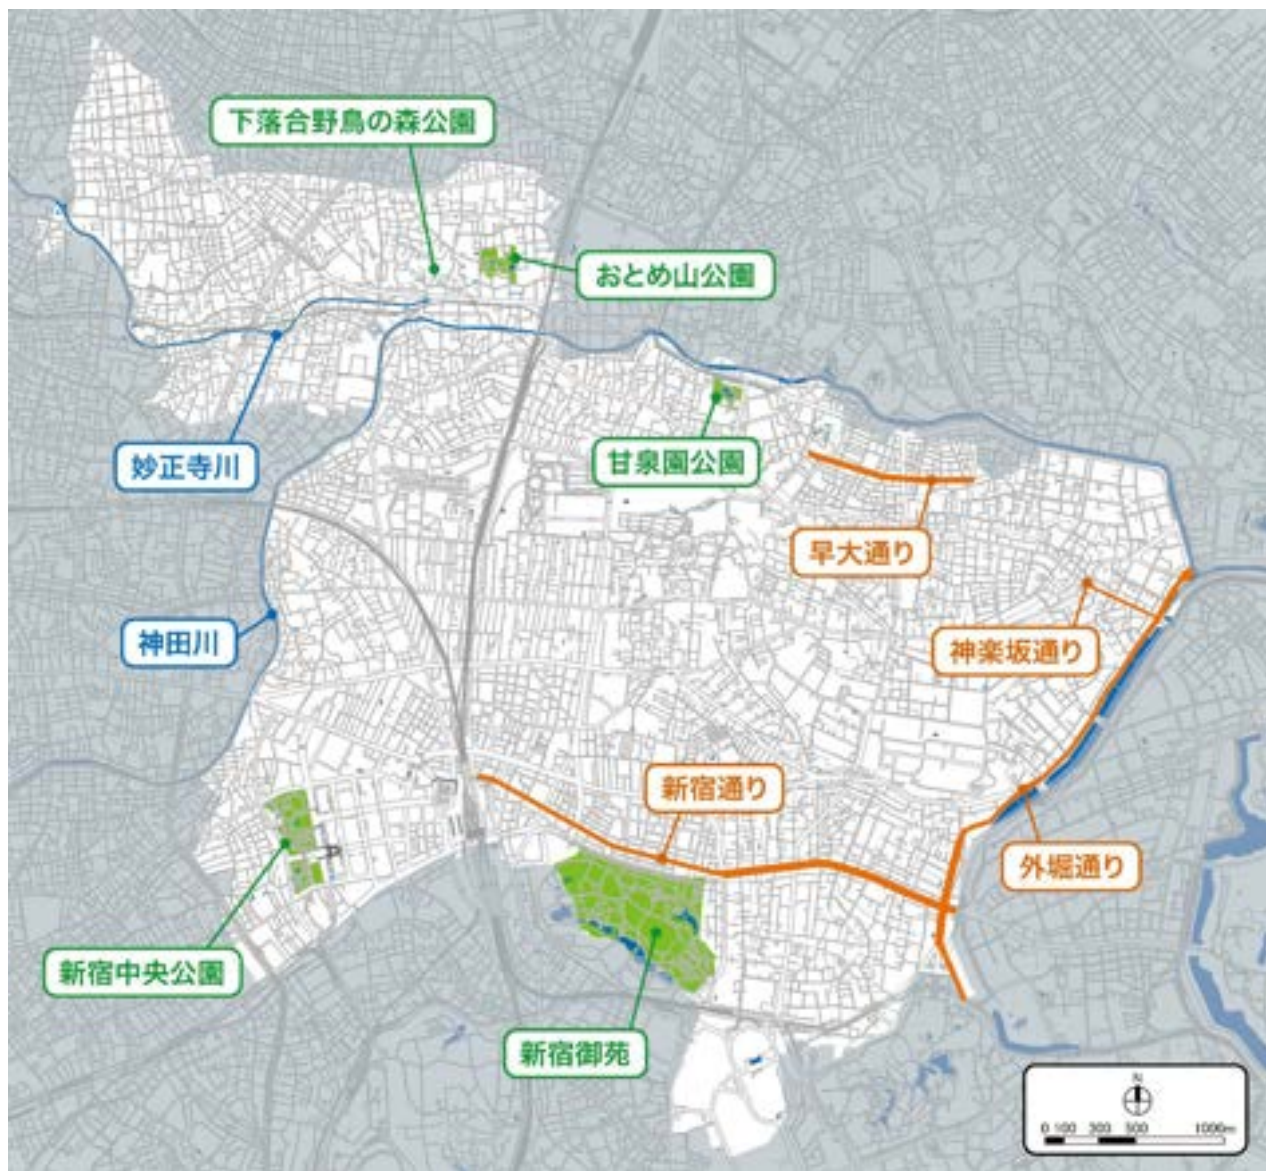 下落合野鳥の森公園
おとめ山公園
妙正寺川
甘泉園公園
早大通り
神田川
神楽坂通り
新宿通り
外堀通り
新宿中央公園
新宿御苑
N
0 100 300 500 1000m